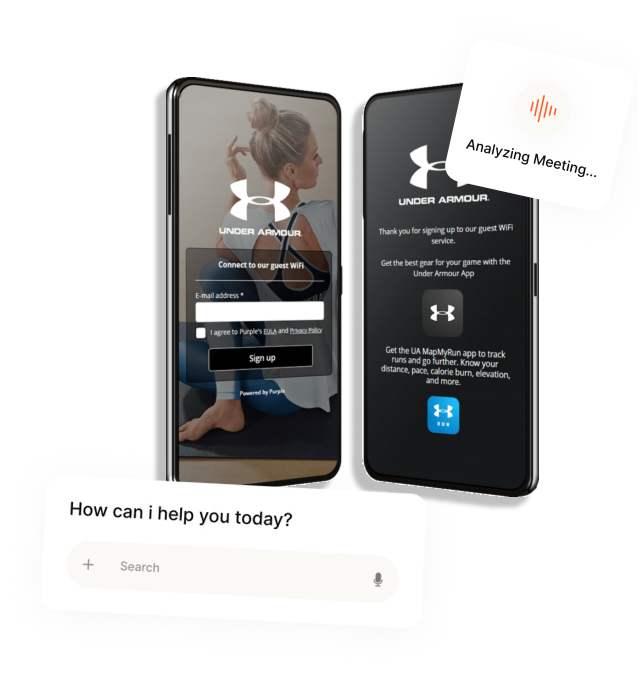 UNDER ARMOUR.
Connect to our guest WiFi
E-mail address *
I agree to Purple's EULA and Privacy Policy
Sign up
Powered by Purple
UNDER ARMOUR.
Thank you for signing up to our guest WiFi
service.
Get the best gear for your game with the
Under Armour App
Get the UA MapMyRun app to track
runs and go further. Know your
distance, pace, calorie burn, elevation,
and more.
RUN
Analyzing Meeting...
How can i help you today?
+ Search